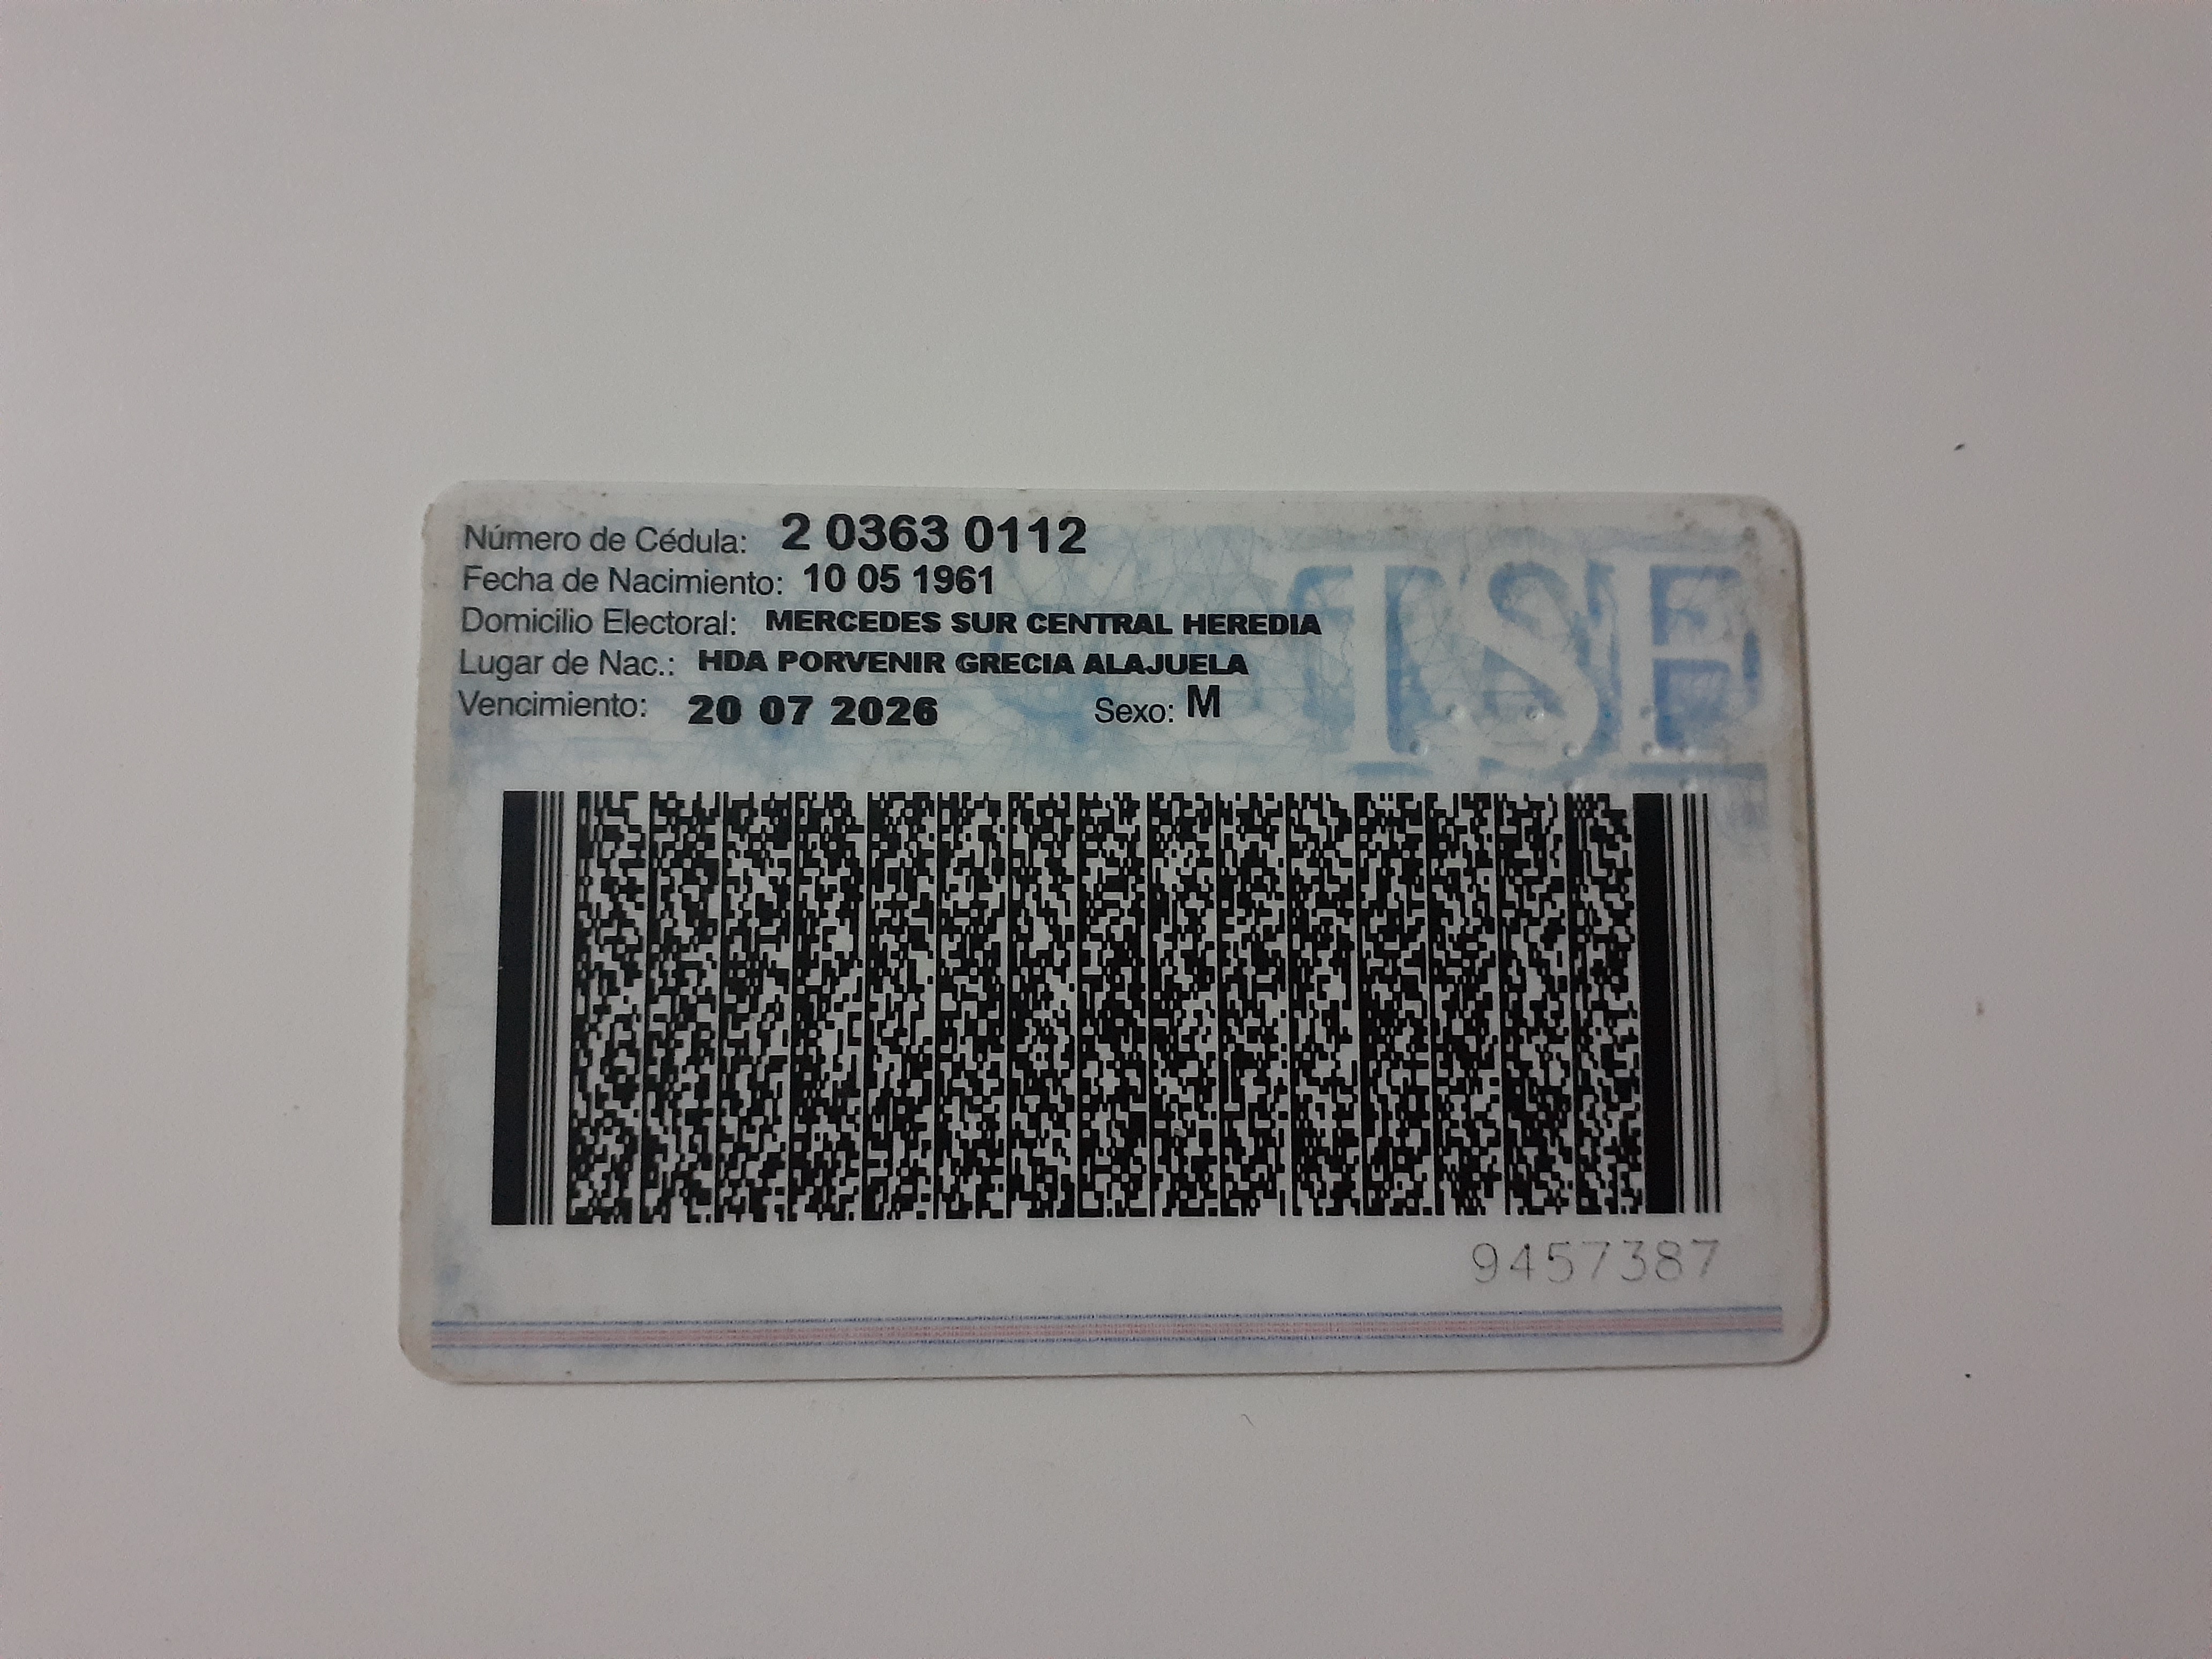 Número de Cédula: 2 0363 0112
Fecha de Nacimiento: 10 05 1961
Domicilio Electoral: MERCEDES SUR CENTRAL HEREDIA
Lugar de Nac.: HDA PORVENIR GRECIA ALAJUELA
Vencimiento: 20 07 2026 Sexo: M
TSE
9457387